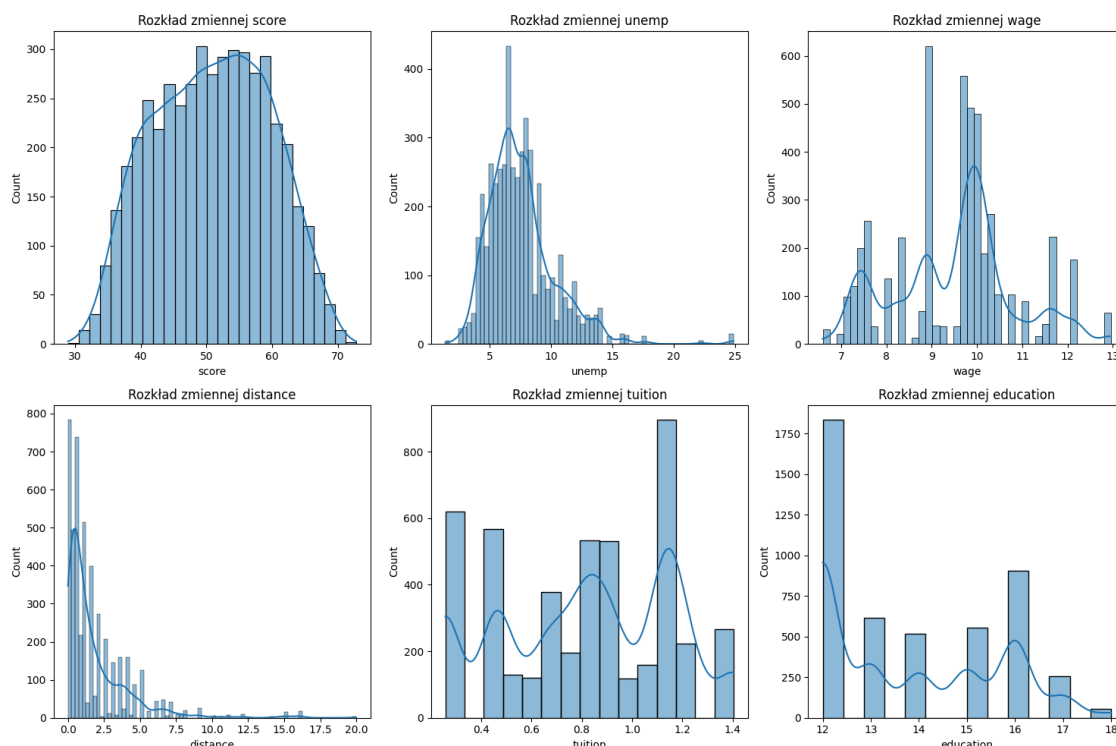 Rozkład zmiennej score
Count
300
250
200
150
100
50
0
30 40 50 60 70
score
Rozkład zmiennej unemp
Count
400
300
200
100
0
5 10 15 20 25
unemp
Rozkład zmiennej wage
Count
600
500
400
300
200
100
0
7 8 9 10 11 12 13
wage
Rozkład zmiennej distance
Count
800
700
600
500
400
300
200
100
0
0.0 2.5 5.0 7.5 10.0 12.5 15.0 17.5 20.0
distance
Rozkład zmiennej tuition
Count
800
600
400
200
0
0.4 0.6 0.8 1.0 1.2 1.4
tuition
Rozkład zmiennej education
Count
1750
1500
1250
1000
750
500
250
0
12 13 14 15 16 17 18
education